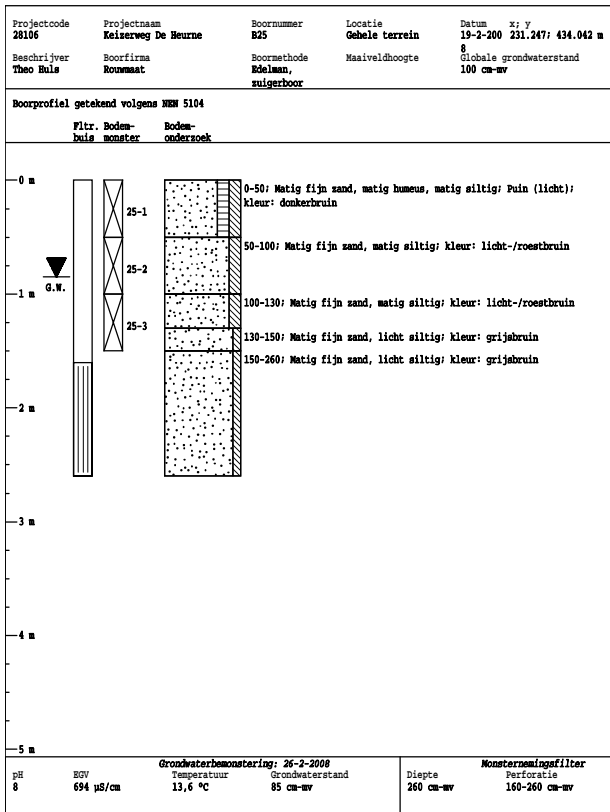 Projectcode Projectnaam Boornummer Locatie Datum x; y
28106 Keizerweg De Heurne B25 Gehele terrein 19-2-200 231.247; 434.042 m
8
Beschrijver Boorfirma Boormethode Maaiveldhoogte Globale grondwaterstand
Theo Huls Rouwmaat Edelman, 100 cm-mv
zuigerboor
Boorprofiel getekend volgens NEN 5104
Fltr. Bodem- Bodem-
buis monster onderzoek
0 m
0-50; Matig fijn zand, matig humeus, matig siltig; Puin (licht);
kleur: donkerbruin
25-1
50-100; Matig fijn zand, matig siltig; kleur: licht-/roestbruin
25-2
G.W.
1 m
100-130; Matig fijn zand, matig siltig; kleur: licht-/roestbruin
25-3
130-150; Matig fijn zand, licht siltig; kleur: grijsbruin
150-260; Matig fijn zand, licht siltig; kleur: grijsbruin
2 m
3 m
4 m
5 m
Grondwaterbemonstering: 26-2-2008 Monsternemingsfilter
pH EGV Temperatuur Grondwaterstand Diepte Perforatie
8 694 µS/cm 13,6 °C 85 cm-mv 260 cm-mv 160-260 cm-mv